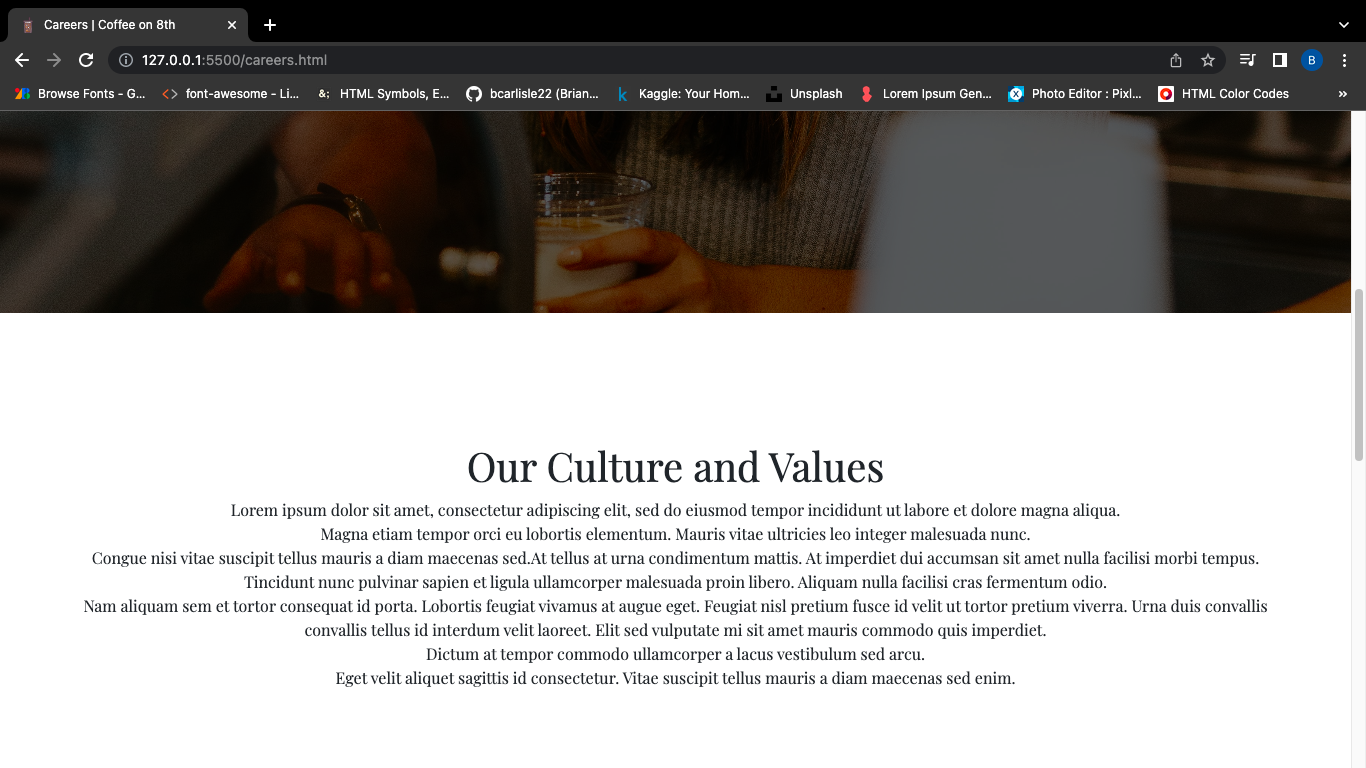 Careers | Coffee on 8th
127.0.0.1:5500/careers.html
B
Browse Fonts - G...
font-awesome - Li...
HTML Symbols, E...
bcarlisle22 (Brian...
Kaggle: Your Hom...
Unsplash
Lorem Ipsum Gen...
Photo Editor : Pixl...
HTML Color Codes
»
Our Culture and Values
Lorem ipsum dolor sit amet, consectetur adipiscing elit, sed do eiusmod tempor incididunt ut labore et dolore magna aliqua.
Magna etiam tempor orci eu lobortis elementum. Mauris vitae ultricies leo integer malesuada nunc.
Congue nisi vitae suscipit tellus mauris a diam maecenas sed.At tellus at urna condimentum mattis. At imperdiet dui accumsan sit amet nulla facilisi morbi tempus.
Tincidunt nunc pulvinar sapien et ligula ullamcorper malesuada proin libero. Aliquam nulla facilisi cras fermentum odio.
Nam aliquam sem et tortor consequat id porta. Lobortis feugiat vivamus at augue eget. Feugiat nisl pretium fusce id velit ut tortor pretium viverra. Urna duis convallis
convallis tellus id interdum velit laoreet. Elit sed vulputate mi sit amet mauris commodo quis imperdiet.
Dictum at tempor commodo ullamcorper a lacus vestibulum sed arcu.
Eget velit aliquet sagittis id consectetur. Vitae suscipit tellus mauris a diam maecenas sed enim.